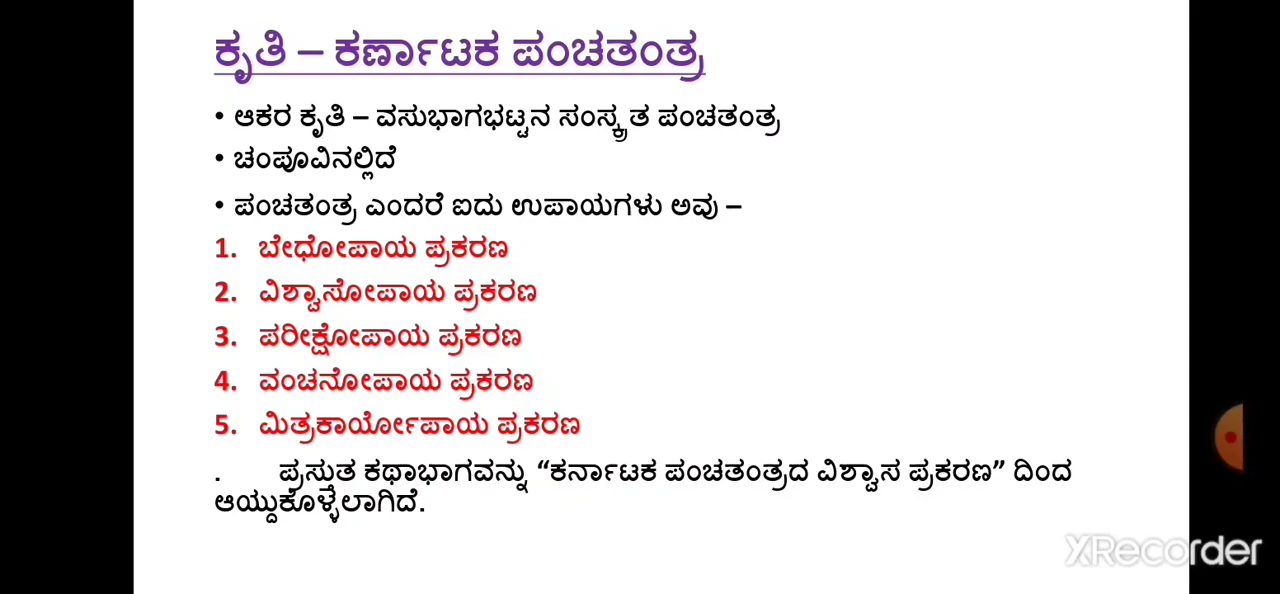 ಕೃತಿ – ಕರ್ಣಾಟಕ ಪಂಚತಂತ್ರ
• ಆಕರ ಕೃತಿ – ವಸುಭಾಗಭಟ್ಟನ ಸಂಸ್ಕ್ರತ ಪಂಚತಂತ್ರ
• ಚಂಪೂವಿನಲ್ಲಿದೆ
• ಪಂಚತಂತ್ರ ಎಂದರೆ ಐದು ಉಪಾಯಗಳು ಅವು –
1. ಬೇಧೋಪಾಯ ಪ್ರಕರಣ
2. ವಿಶ್ವಾಸೋಪಾಯ ಪ್ರಕರಣ
3. ಪರೀಕ್ಷೋಪಾಯ ಪ್ರಕರಣ
4. ವಂಚನೋಪಾಯ ಪ್ರಕರಣ
5. ಮಿತ್ರಕಾರ್ಯೋಪಾಯ ಪ್ರಕರಣ
. ಪ್ರಸ್ತುತ ಕಥಾಭಾಗವನ್ನು “ಕರ್ನಾಟಕ ಪಂಚತಂತ್ರದ ವಿಶ್ವಾಸ ಪ್ರಕರಣ” ದಿಂದ
ಆಯ್ದುಕೊಳ್ಳಲಾಗಿದೆ.
XRecorder